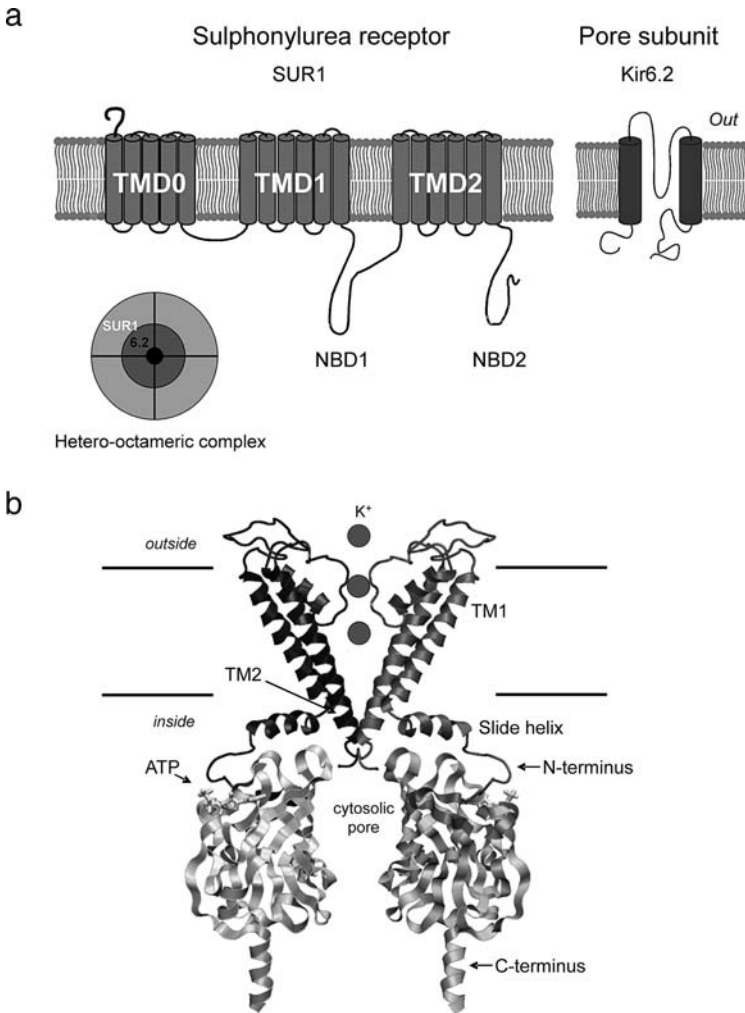 a
Sulphonylurea receptor
Pore subunit
SUR1
Kir6.2
Out
TMD0
TMD1
TMD2
SUR1
6.2
NBD1
NBD2
Hetero-octameric complex
b
K+
outside
TM1
TM2
inside
Slide helix
ATP
N-terminus
cytosolic
pore
C-terminus